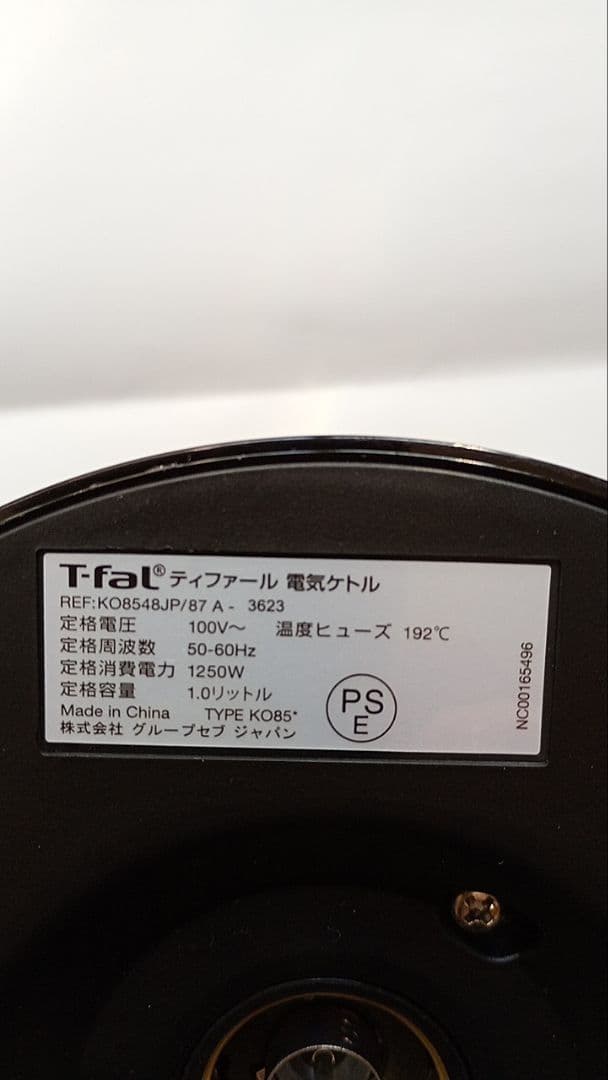 T-fal® ティファール 電気ケトル
REF:KO8548JP/87 A - 3623
定格電圧 100V～ 温度ヒューズ 192℃
定格周波数 50-60Hz
定格消費電力 1250W
定格容量 1.0リットル
Made in China TYPE KO85*
株式会社 グループセブ ジャパン
PS
E
NC00165496